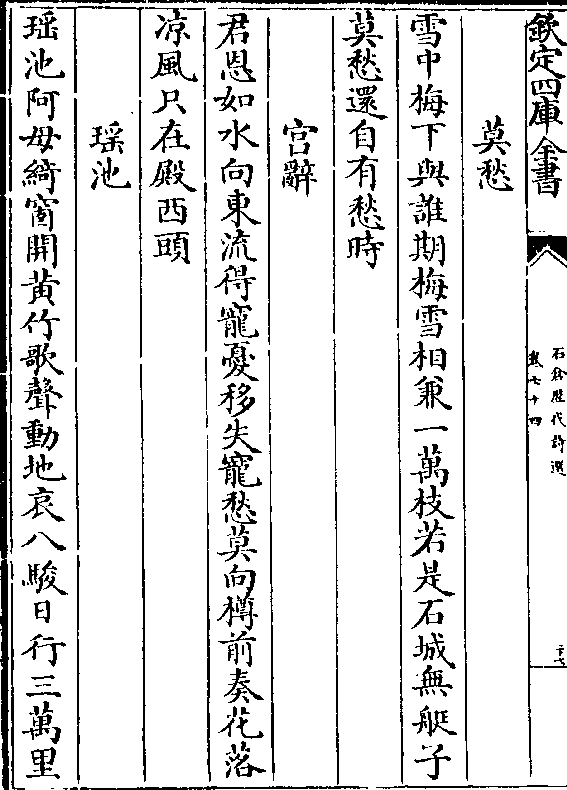 欽定四庫全書
石倉歷代詩選
卷七十四
二十七
莫愁
雪中梅下與誰期梅雪相兼一萬枝若是石城無艇子
莫愁還自有愁時
宫辭
君恩如水向東流得寵憂移失寵愁莫向樽前奏花落
凉風只在殿西頭
瑶池
瑶池阿母綺窗開黄竹歌聲動地哀八駿日行三萬里